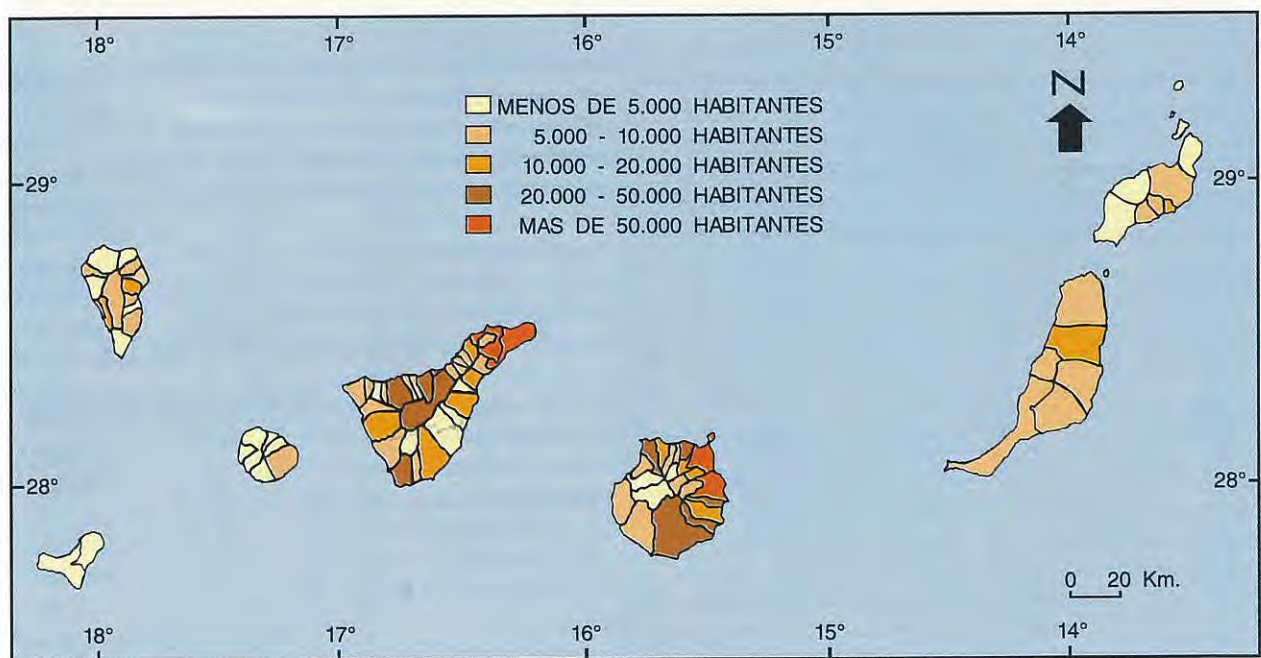 18° 17° 16° 15° 14°
N
MENOS DE 5.000 HABITANTES
5.000 - 10.000 HABITANTES
10.000 - 20.000 HABITANTES
20.000 - 50.000 HABITANTES
MAS DE 50.000 HABITANTES
29° 29°
28° 28°
0 20 Km.
18° 17° 16° 15° 14°